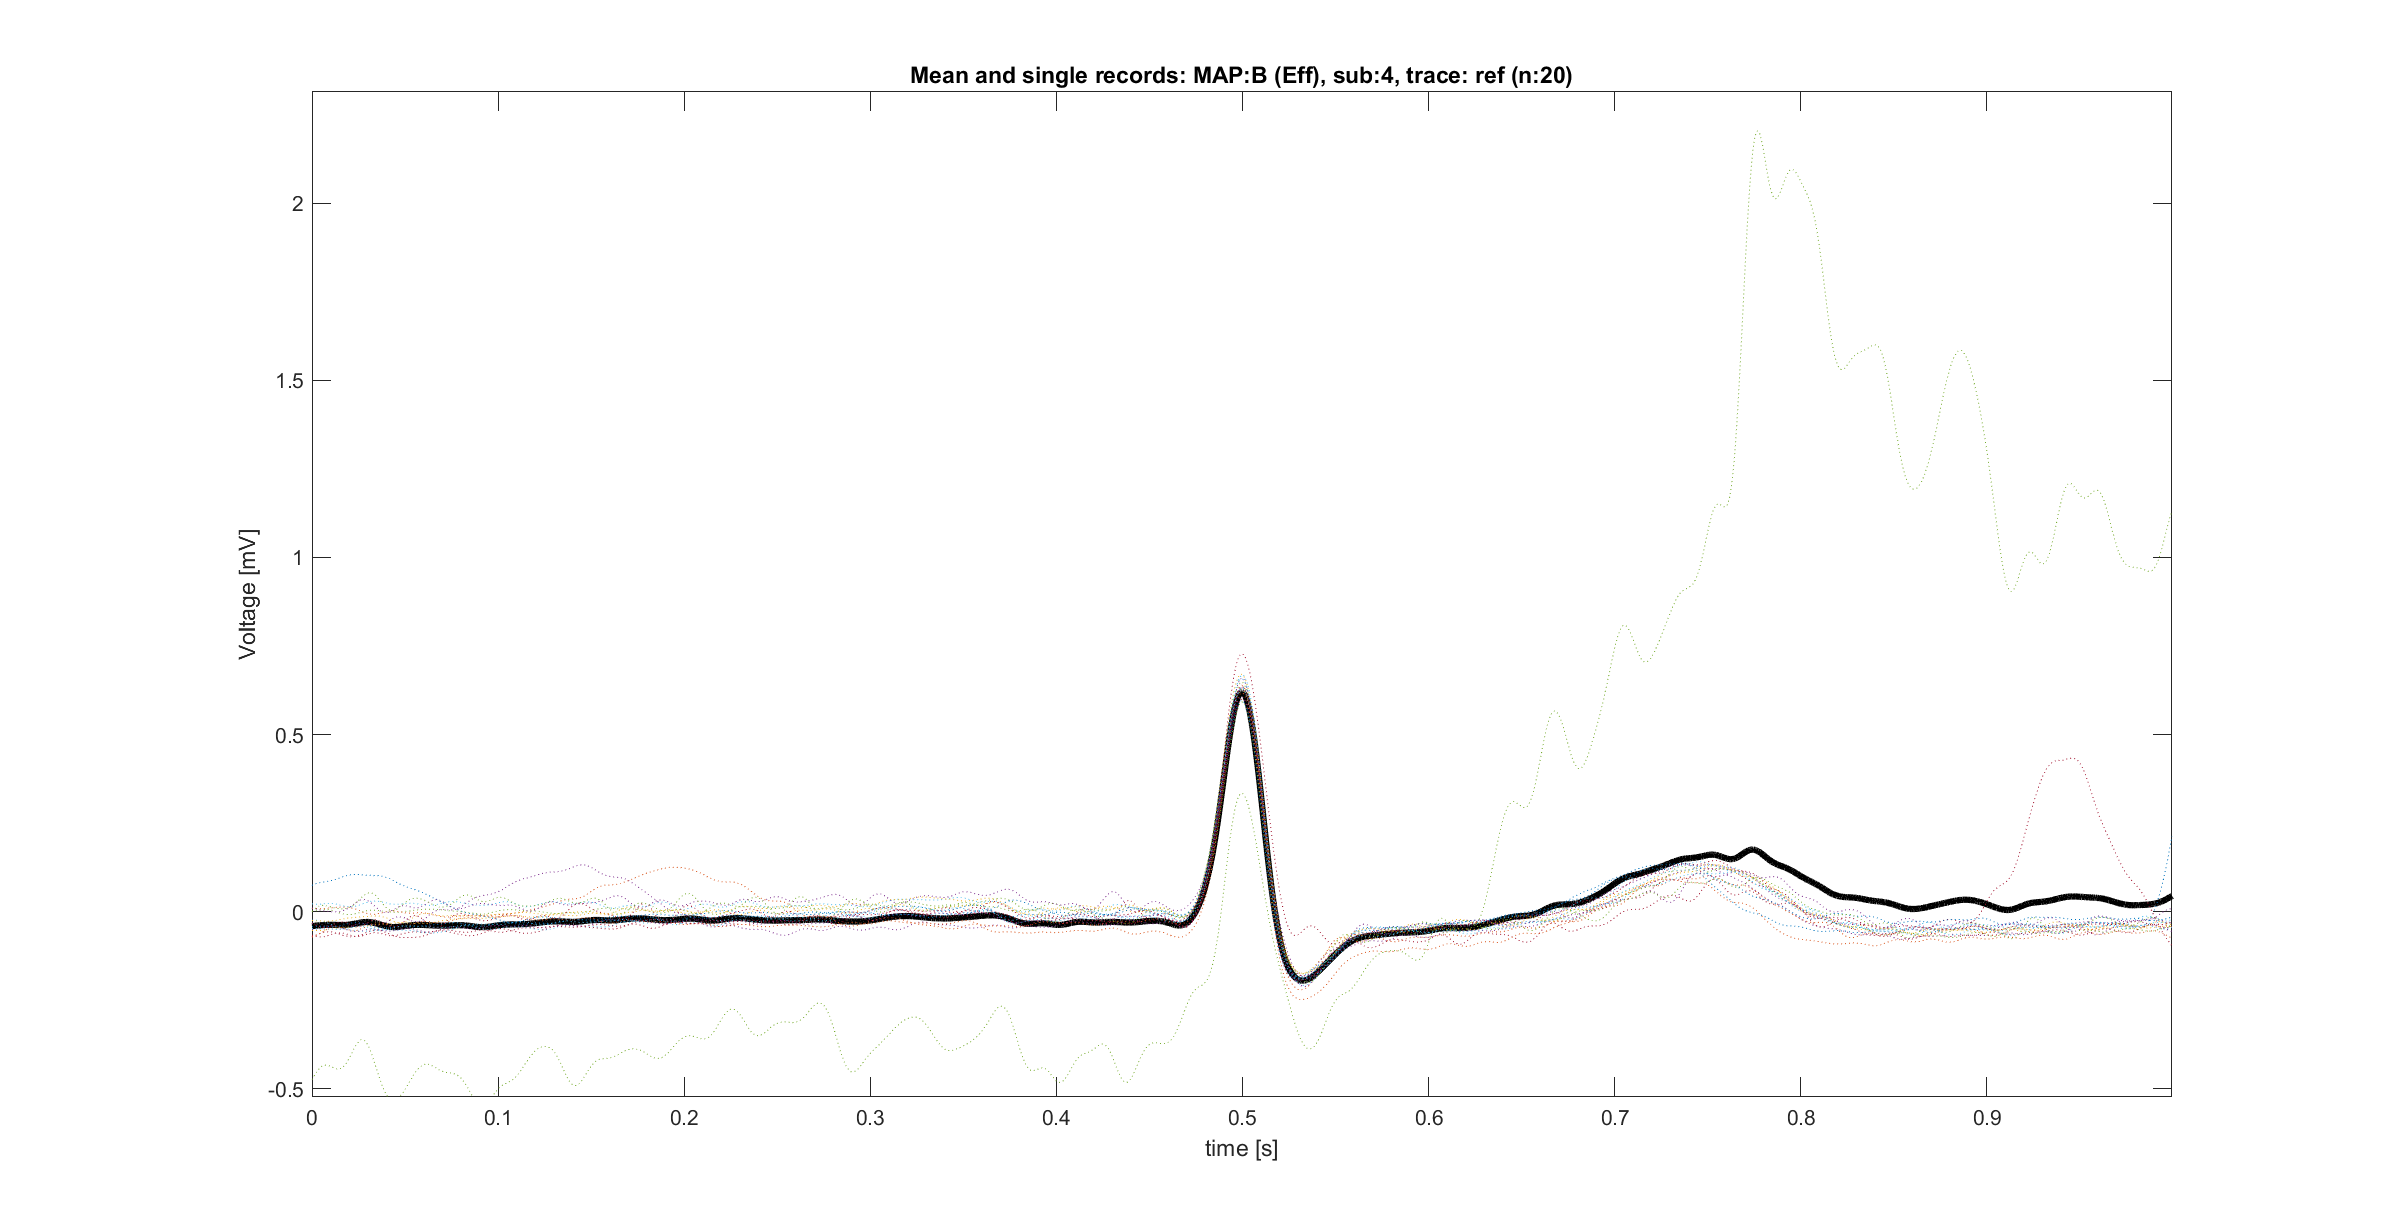 Mean and single records: MAP:B (Eff), sub:4, trace: ref (n:20)
2
1.5
1
0.5
0
-0.5
Voltage [mV]
0 0.1 0.2 0.3 0.4 0.5 0.6 0.7 0.8 0.9
time [s]